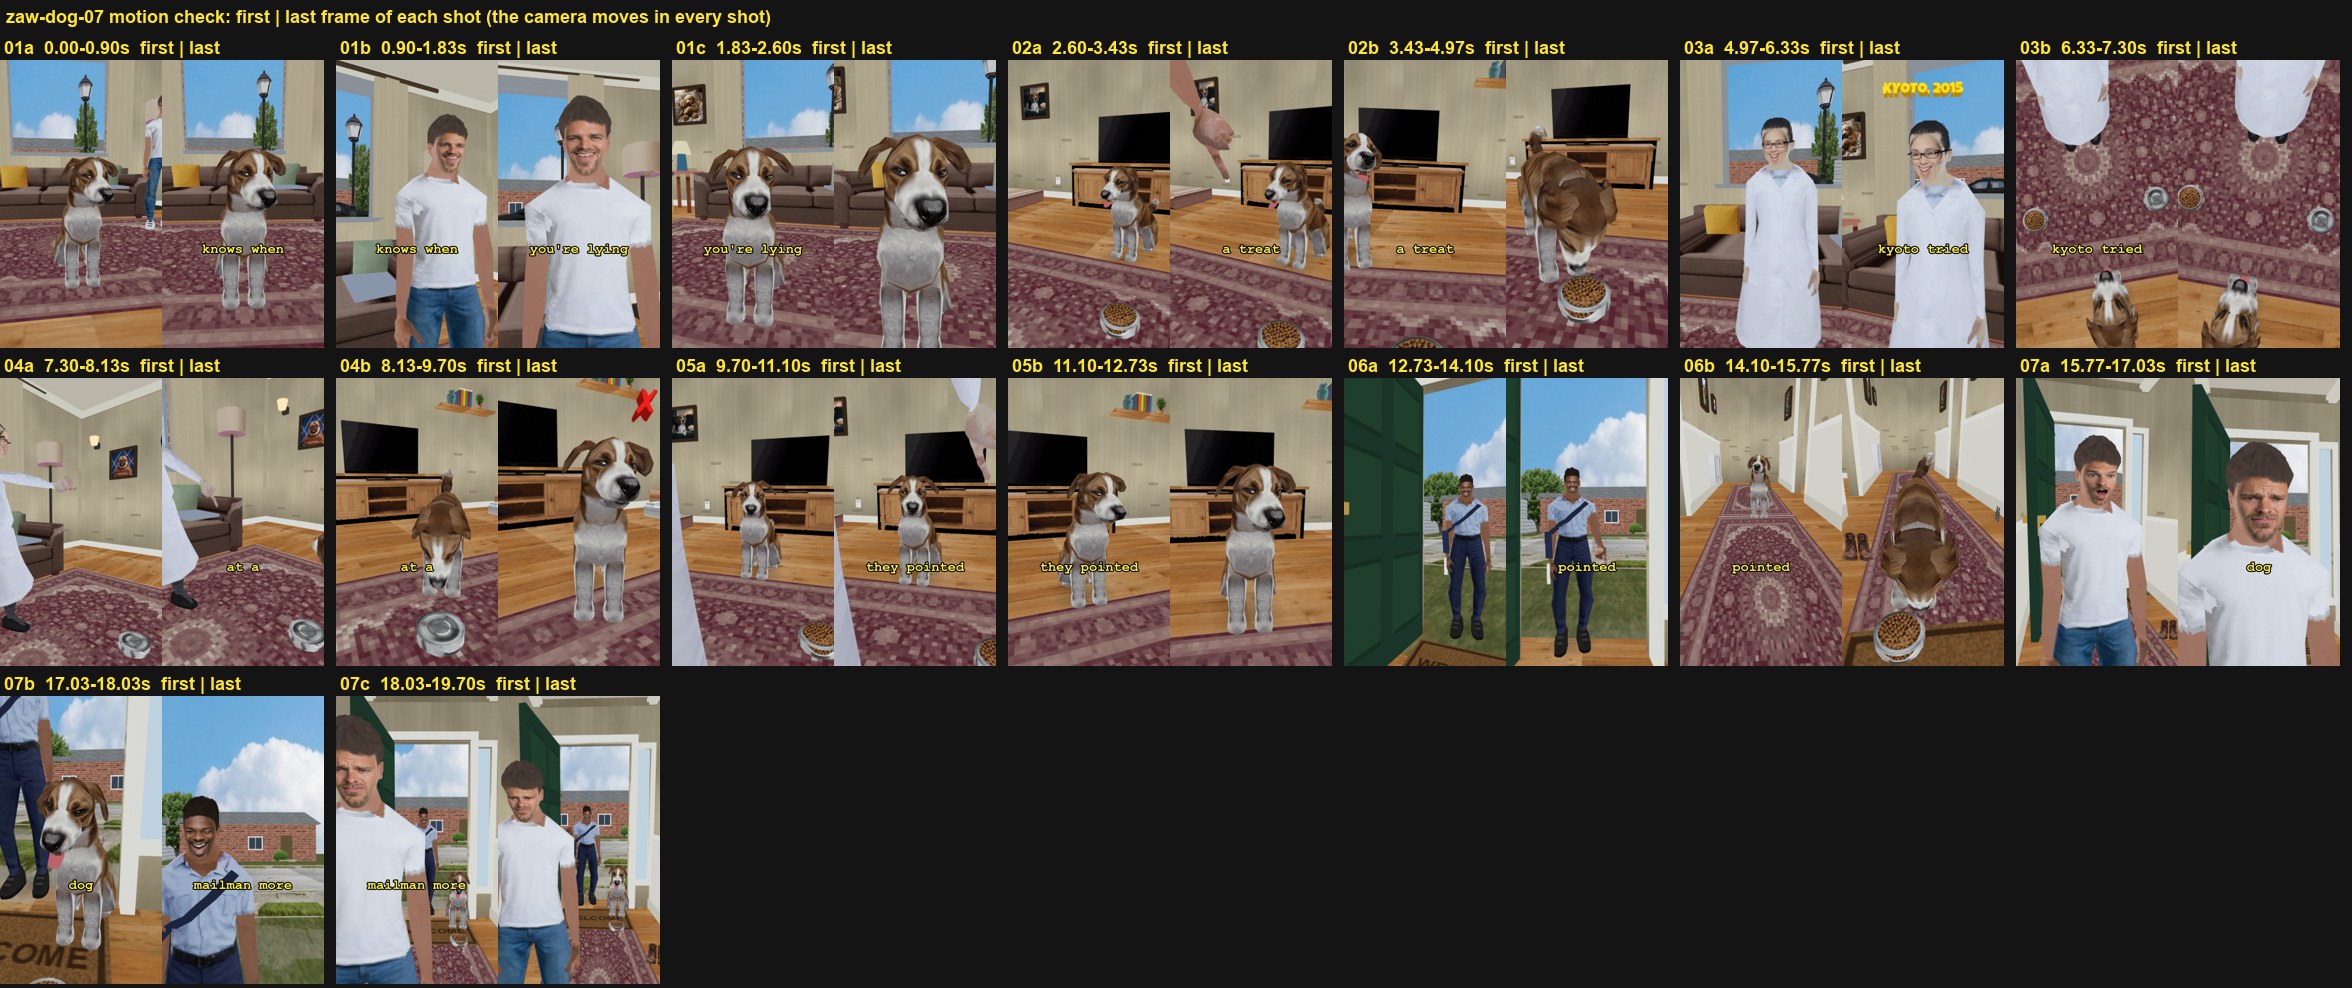 zaw-dog-07 motion check: first | last frame of each shot (the camera moves in every shot)
01a 0.00-0.90s first | last
knows when
01b 0.90-1.83s first | last
knows when
you're lying
01c 1.83-2.60s first | last
you're lying
02a 2.60-3.43s first | last
a treat
02b 3.43-4.97s first | last
a treat
03a 4.97-6.33s first | last
KYOTO, 2015
kyoto tried
03b 6.33-7.30s first | last
kyoto tried
04a 7.30-8.13s first | last
at a
04b 8.13-9.70s first | last
at a
05a 9.70-11.10s first | last
they pointed
05b 11.10-12.73s first | last
they pointed
06a 12.73-14.10s first | last
pointed
06b 14.10-15.77s first | last
pointed
07a 15.77-17.03s first | last
dog
07b 17.03-18.03s first | last
dog
COME
mailman more
07c 18.03-19.70s first | last
mailman more